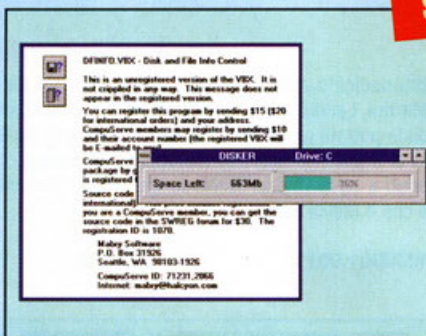 DFINFO.VBX - Disk and File Info Control
This is an unregistered version of the VBX. It is
not crippled in any way. This message does not
appear in the registered version.
You can register this program by sending $15 ($20
for international orders) and your address.
CompuServe members may register by sending $10
and their account number (the registered VBX will
be E-mailed to you).
DISKER Drive: C
CompuServe
package by g
is registered
Space Left: 663Mb 36%
Source code
international)
you are a CompuServe member, you can get the
source code in the SWREG forum for $30. The
registration ID is 1070.
Mabry Software
P.O. Box 31926
Seattle, WA 98103-1926
CompuServe ID: 71231,2066
Internet: mabry@halcyon.com